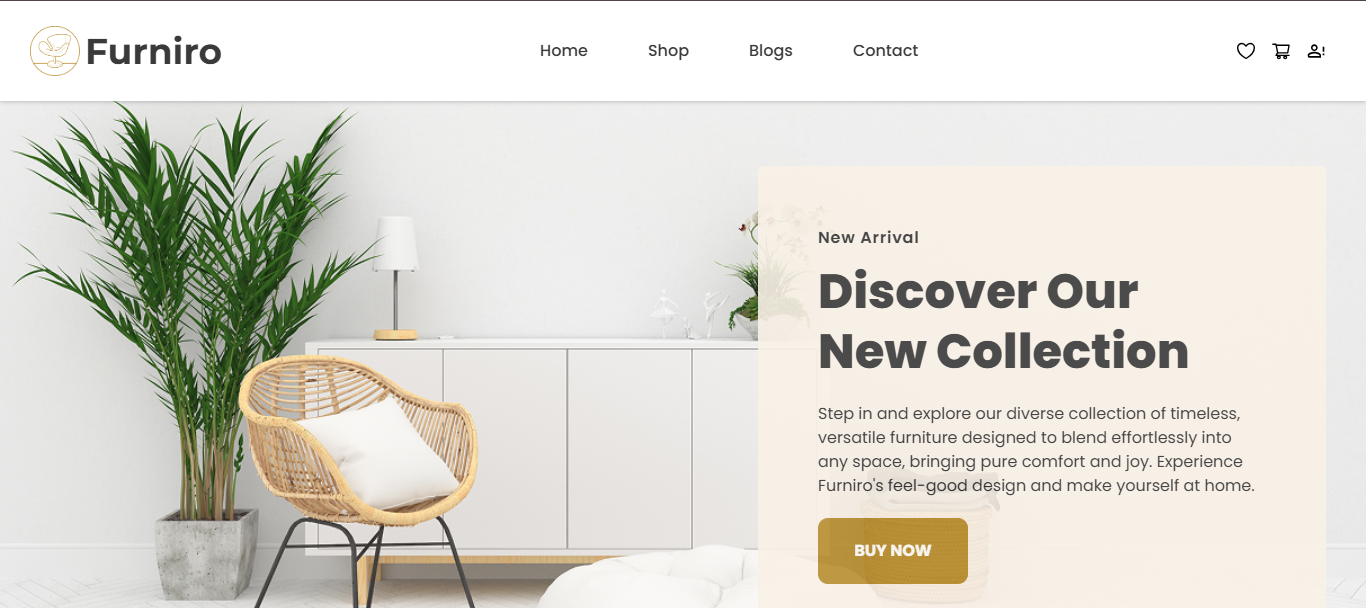 Furniro
Home
Shop
Blogs
Contact
New Arrival
Discover Our
New Collection
Step in and explore our diverse collection of timeless,
versatile furniture designed to blend effortlessly into
any space, bringing pure comfort and joy. Experience
Furniro's feel-good design and make yourself at home.
BUY NOW